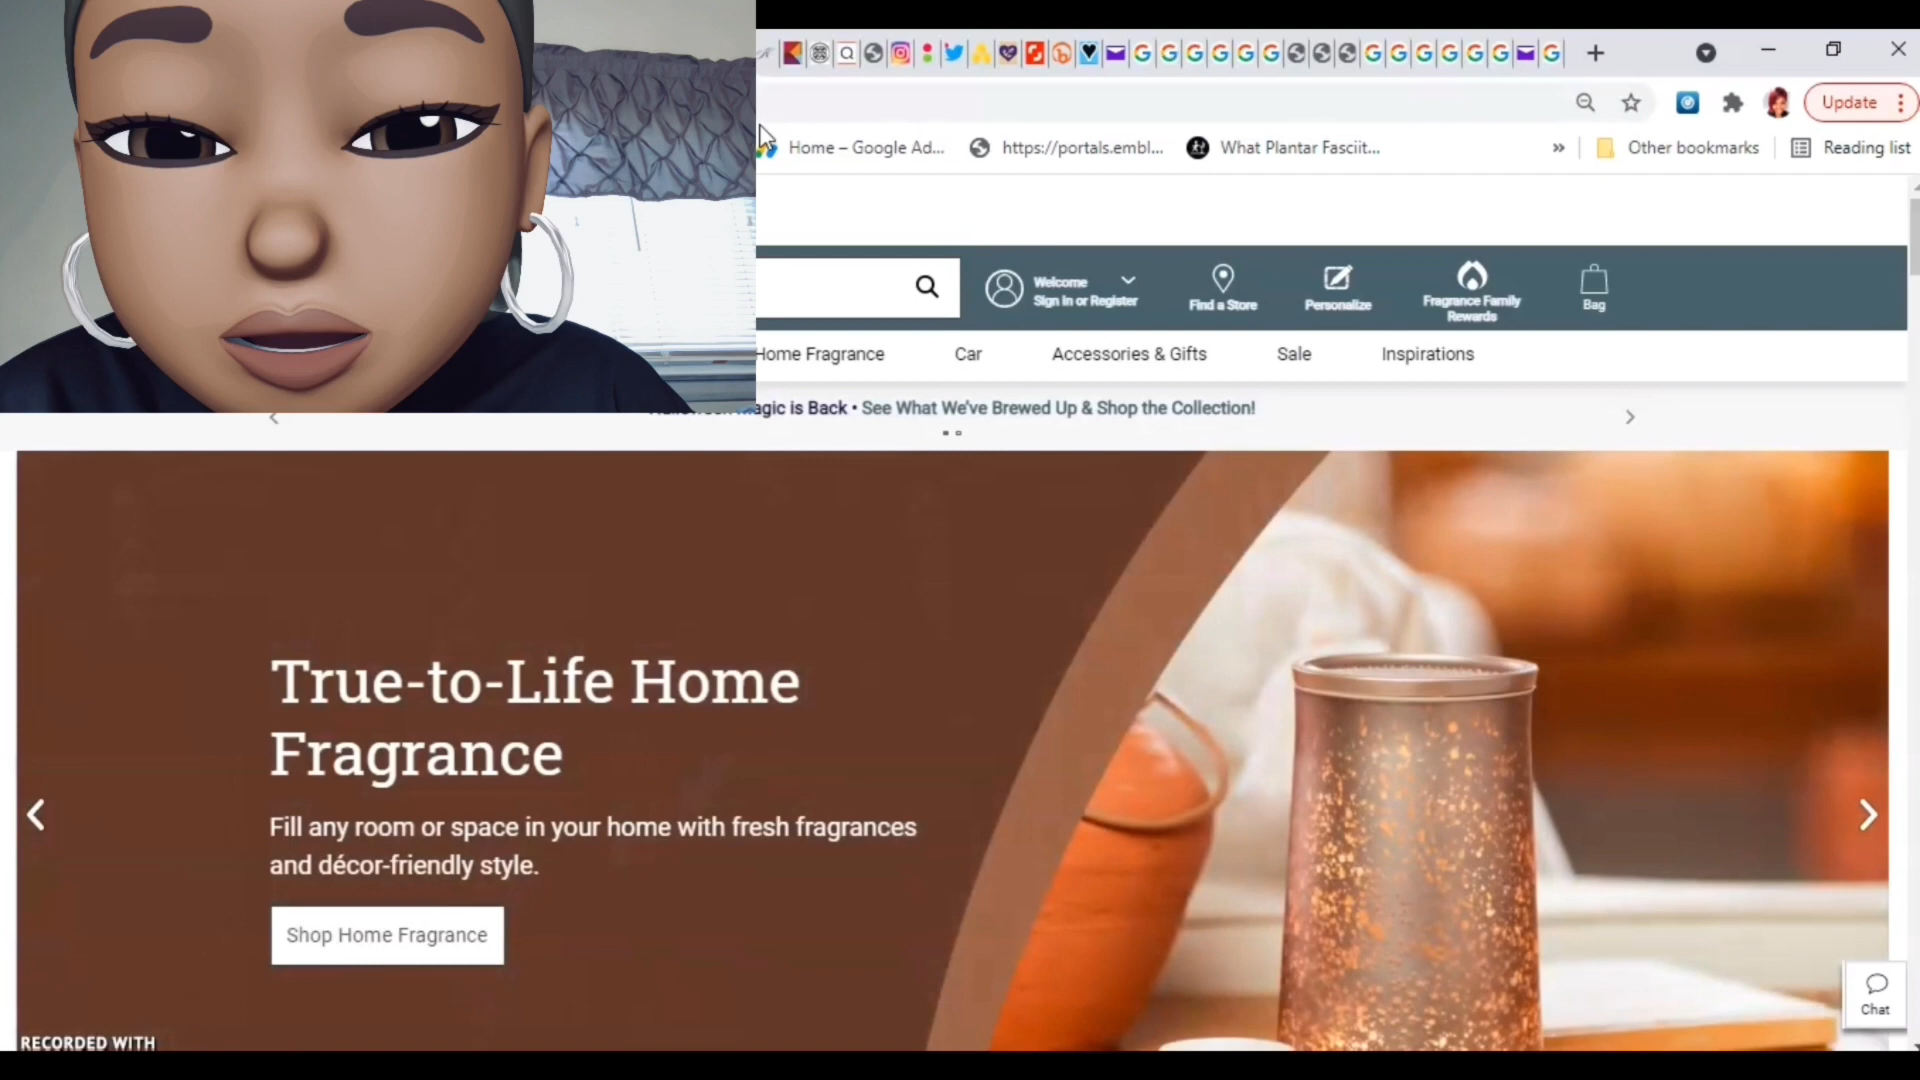 Update
Home – Google Ad...
https://portals.embl...
What Plantar Fasciit...
»
Other bookmarks
Reading list
Welcome
Sign In or Register
Find a Store
Personalize
Fragrance Family
Rewards
Bag
Home Fragrance
Car
Accessories & Gifts
Sale
Inspirations
agic is Back • See What We've Brewed Up & Shop the Collection!
True-to-Life Home
Fragrance
Fill any room or space in your home with fresh fragrances
and décor-friendly style.
Shop Home Fragrance
Chat
RECORDED WITH